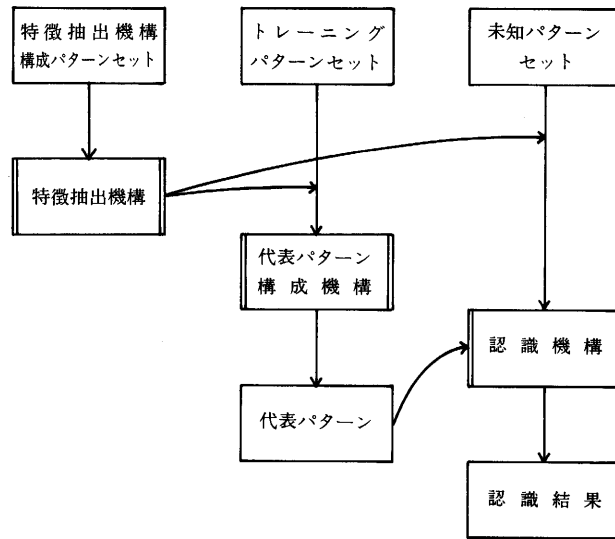 特徴抽出機構
構成パターンセット
トレーニング
パターンセット
未知パターン
セット
特徴抽出機構
代表パターン
構成機構
認識機構
代表パターン
認識結果